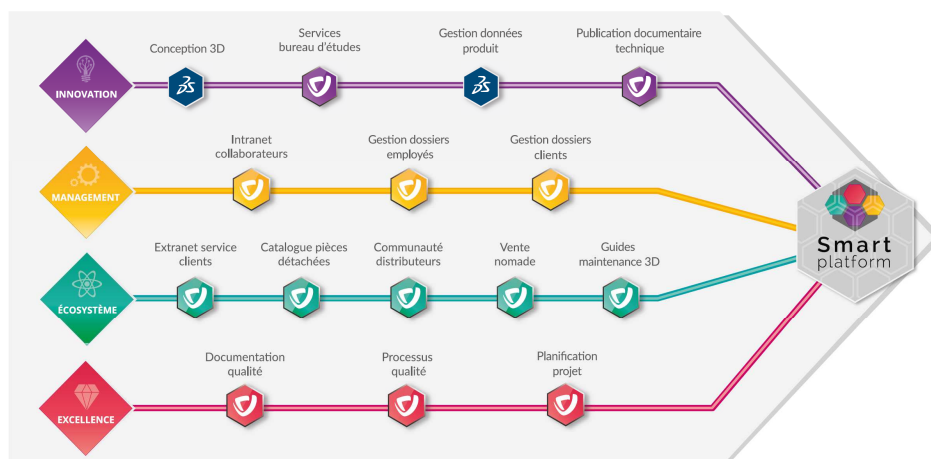 Conception 3D
Services
bureau d'études
Gestion données
produit
Publication documentaire
technique
INNOVATION
Intranet
collaborateurs
Gestion dossiers
employés
Gestion dossiers
clients
MANAGEMENT
Extranet service
clients
Catalogue pièces
détachées
Communauté
distributeurs
Vente
nomade
Guides
maintenance 3D
ÉCOSYSTÈME
Smart
platform
Documentation
qualité
Processus
qualité
Planification
projet
EXCELLENCE